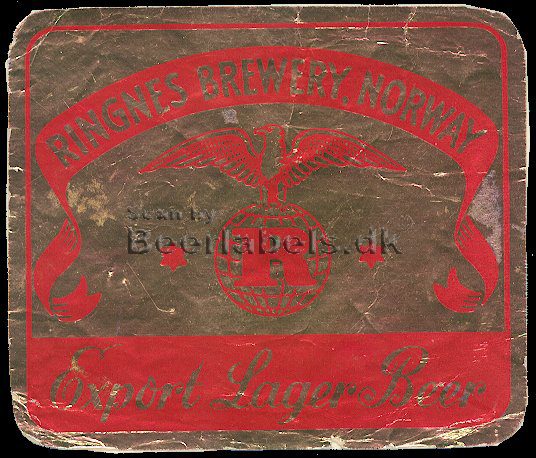 RINGNES BREWERY, NORWAY
Scan by
Beerlabels.dk
R
Export Lager Beer